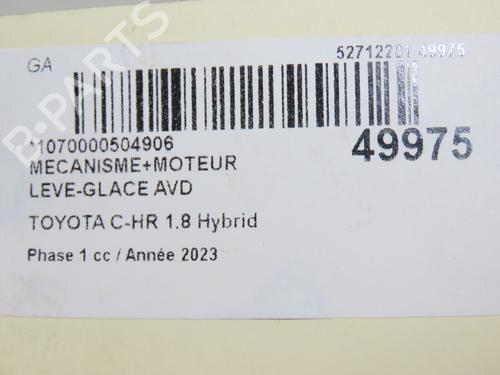 GA
52712201 49975
*1070000504906
49975
MECANISME+MOTEUR
LEVE-GLACE AVD
TOYOTA C-HR 1.8 Hybrid
Phase 1 cc / Année 2023
B-PARTS